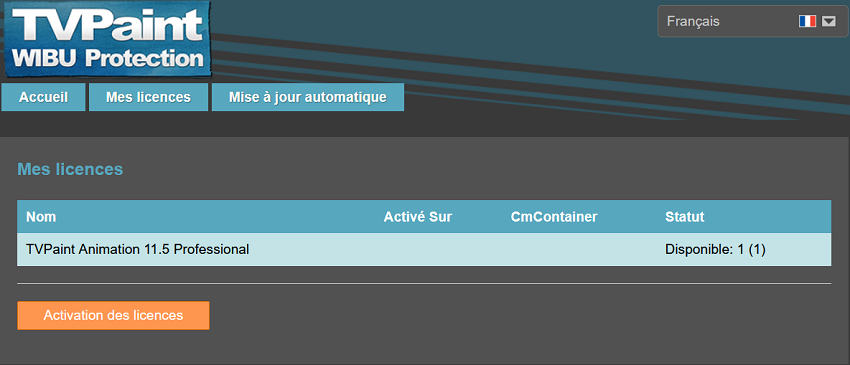 TVPaint
WIBU Protection
Français
Accueil Mes licences Mise à jour automatique
Mes licences
Nom Activé Sur CmContainer Statut
TVPaint Animation 11.5 Professional Disponible: 1 (1)
Activation des licences